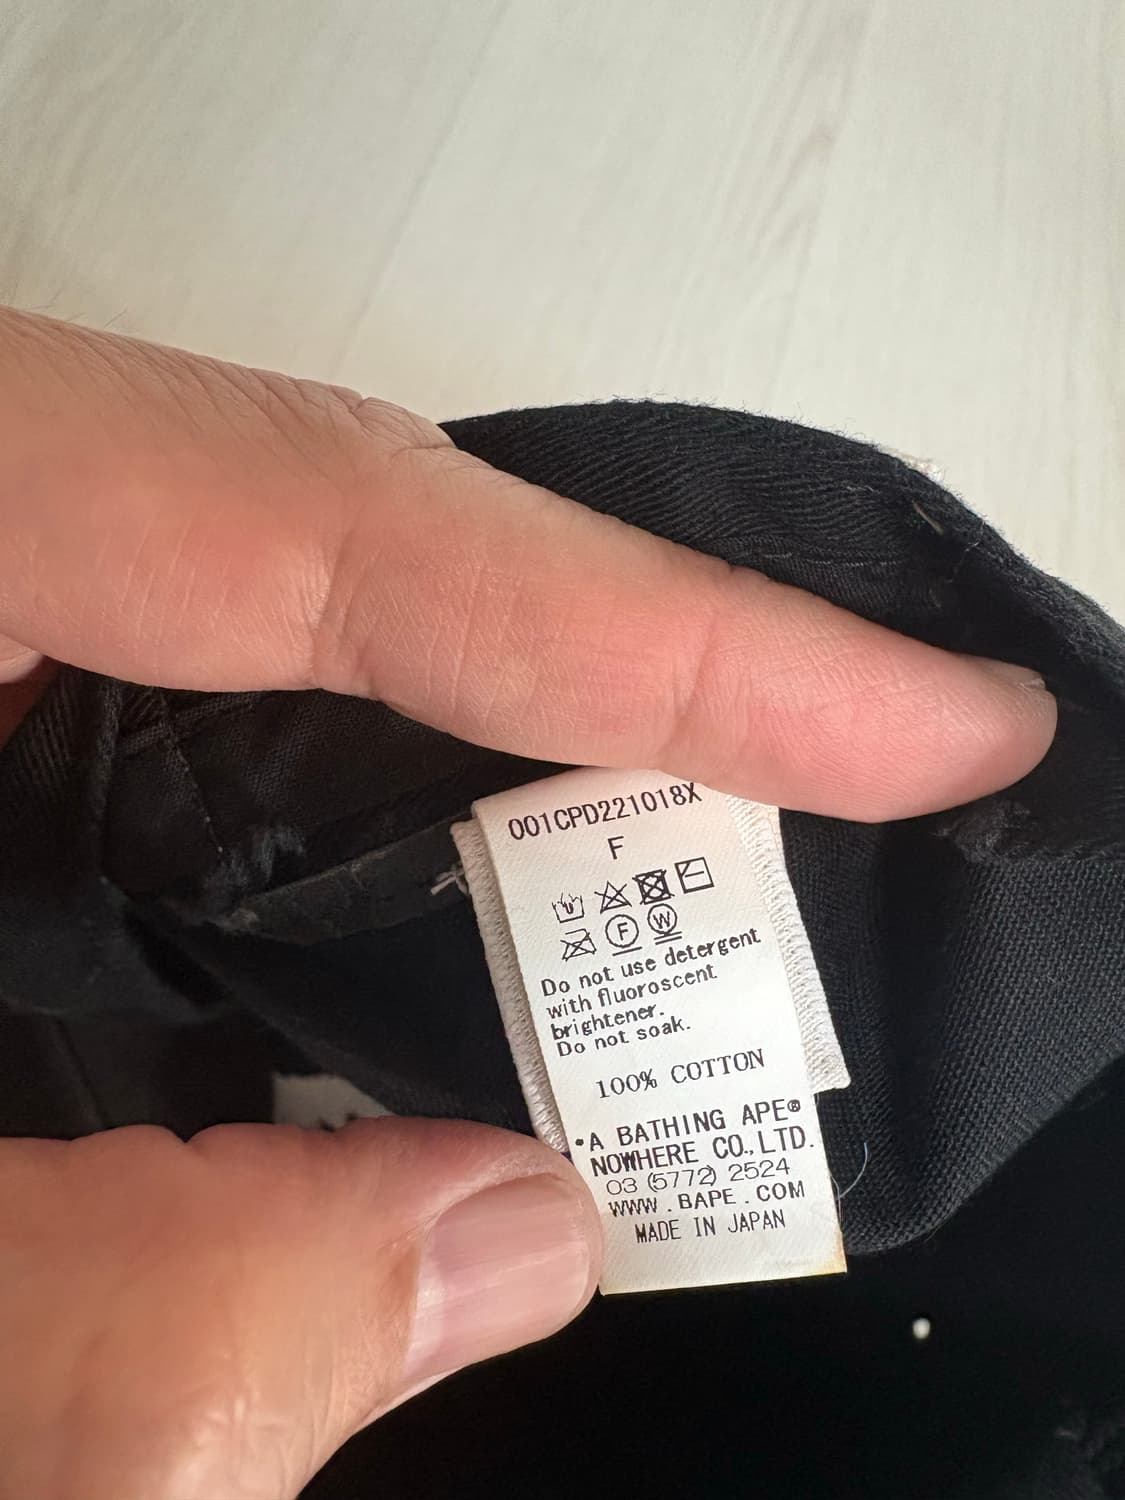 001CPD221018X
F
F W
Do not use detergent
with fluoroscent
brightener.
Do not soak.
100% COTTON
•A BATHING APE®
NOWHERE CO.,LTD.
03 (5772) 2524
WWW.BAPE.COM
MADE IN JAPAN